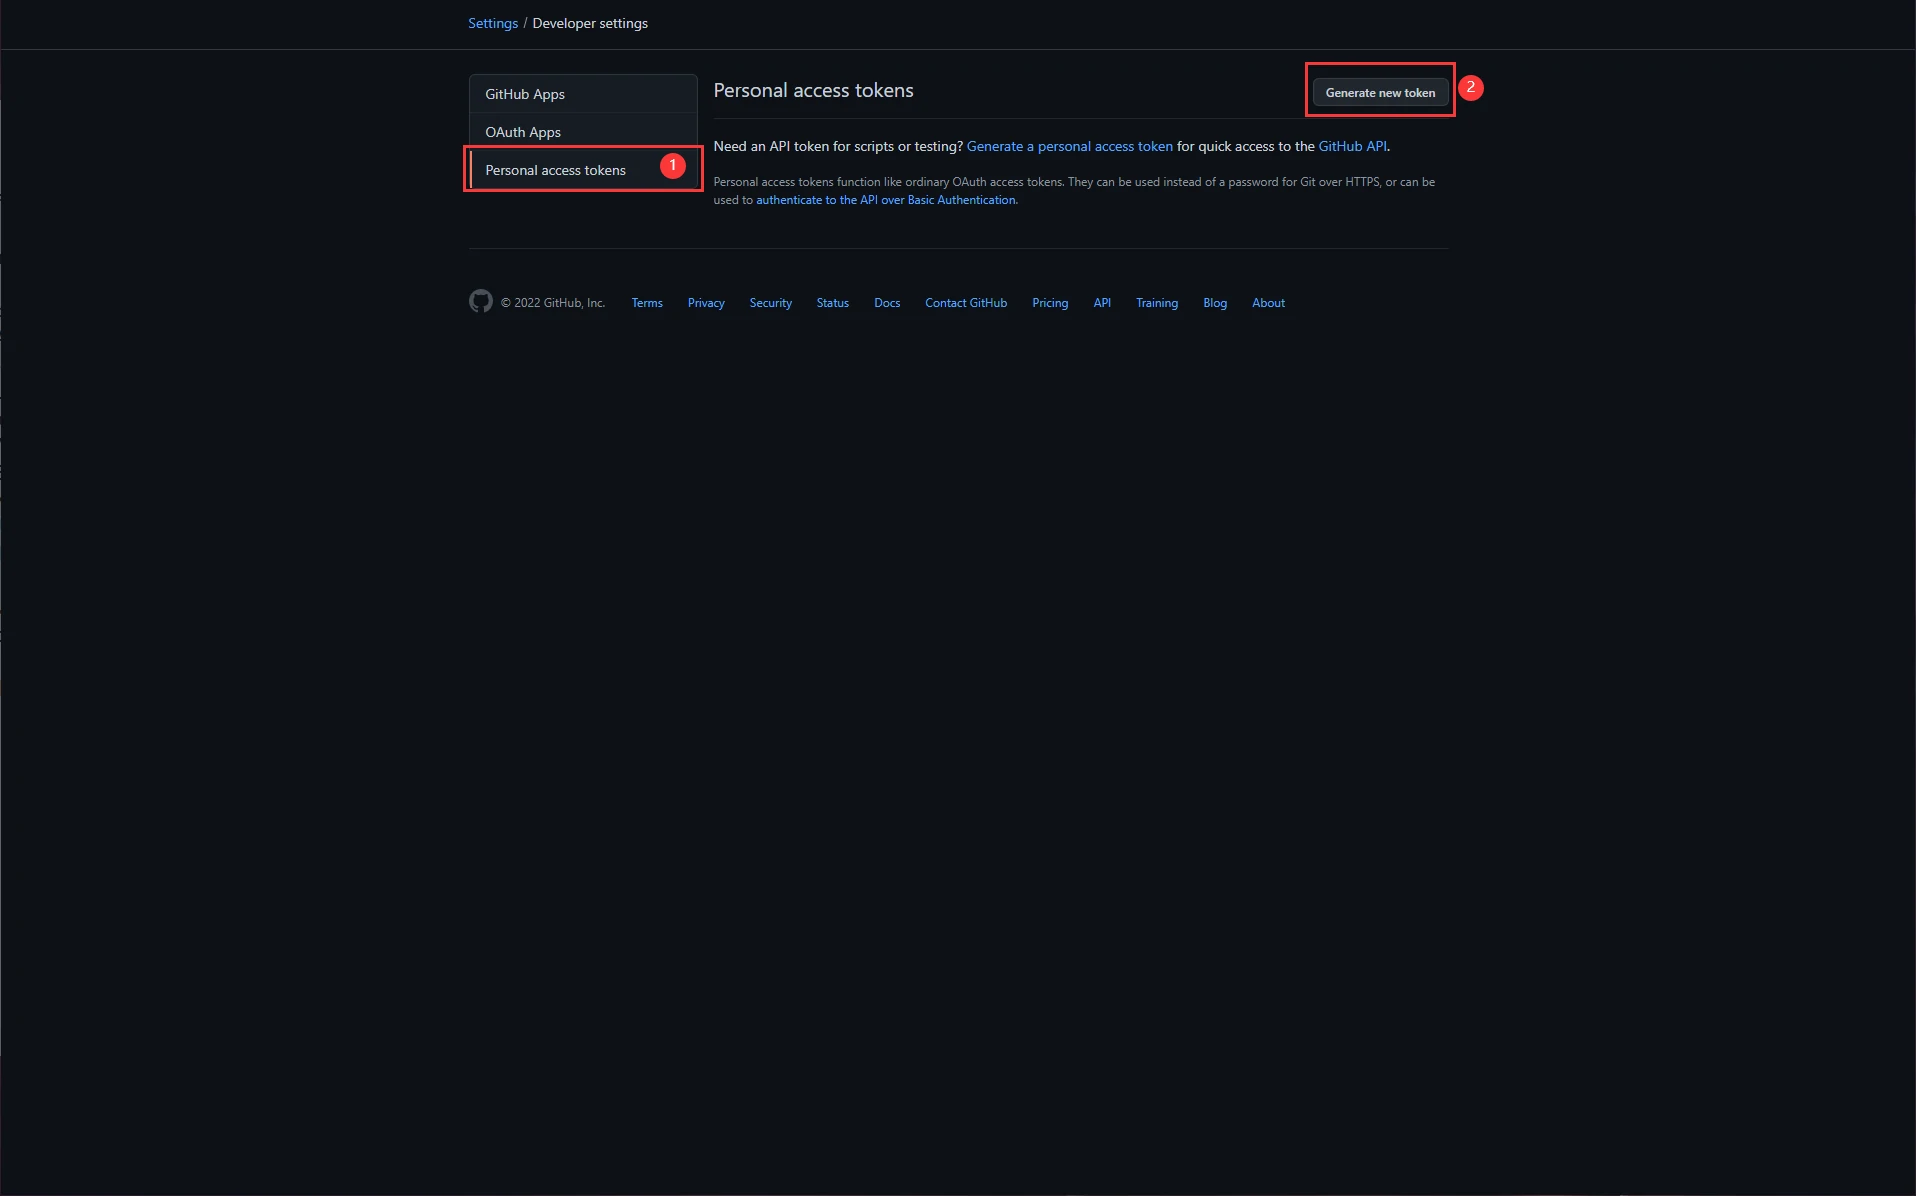 Settings / Developer settings
GitHub Apps
OAuth Apps
Personal access tokens 1
Personal access tokens
Generate new token 2
Need an API token for scripts or testing? Generate a personal access token for quick access to the GitHub API.
Personal access tokens function like ordinary OAuth access tokens. They can be used instead of a password for Git over HTTPS, or can be
used to authenticate to the API over Basic Authentication.
© 2022 GitHub, Inc. Terms Privacy Security Status Docs Contact GitHub Pricing API Training Blog About